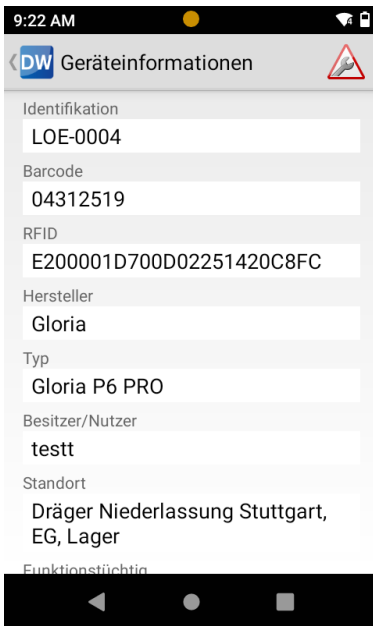 9:22 AM
DW Geräteinformationen
Identifikation
LOE-0004
Barcode
04312519
RFID
E200001D700D02251420C8FC
Hersteller
Gloria
Typ
Gloria P6 PRO
Besitzer/Nutzer
testt
Standort
Dräger Niederlassung Stuttgart,
EG, Lager
Funktionstüchtig